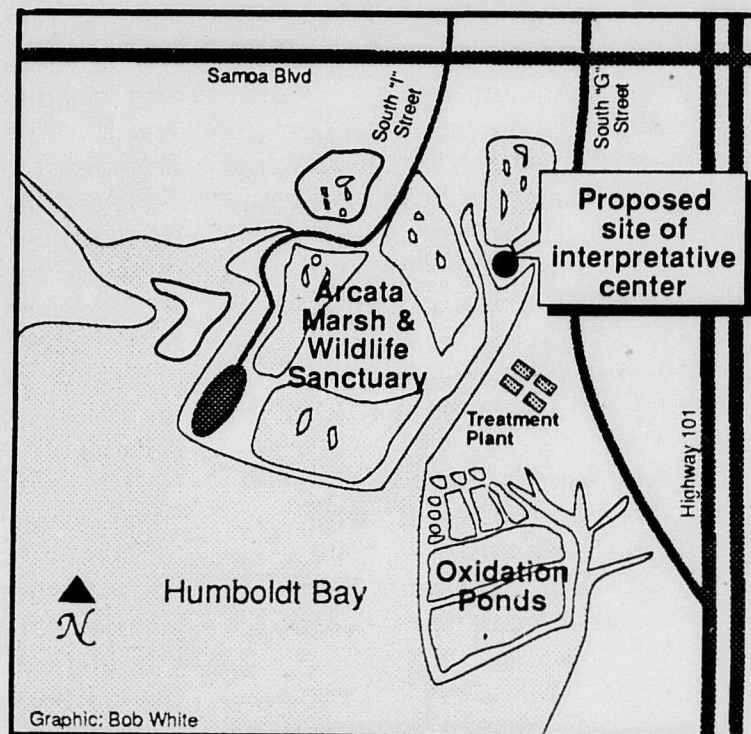 Samoa Blvd
South "I"
Street
South "G"
Street
Proposed
site of
interpretative
center
Arcata
Marsh &
Wildlife
Sanctuary
Treatment
Plant
Highway 101
Oxidation
Ponds
Humboldt Bay
N
Graphic: Bob White